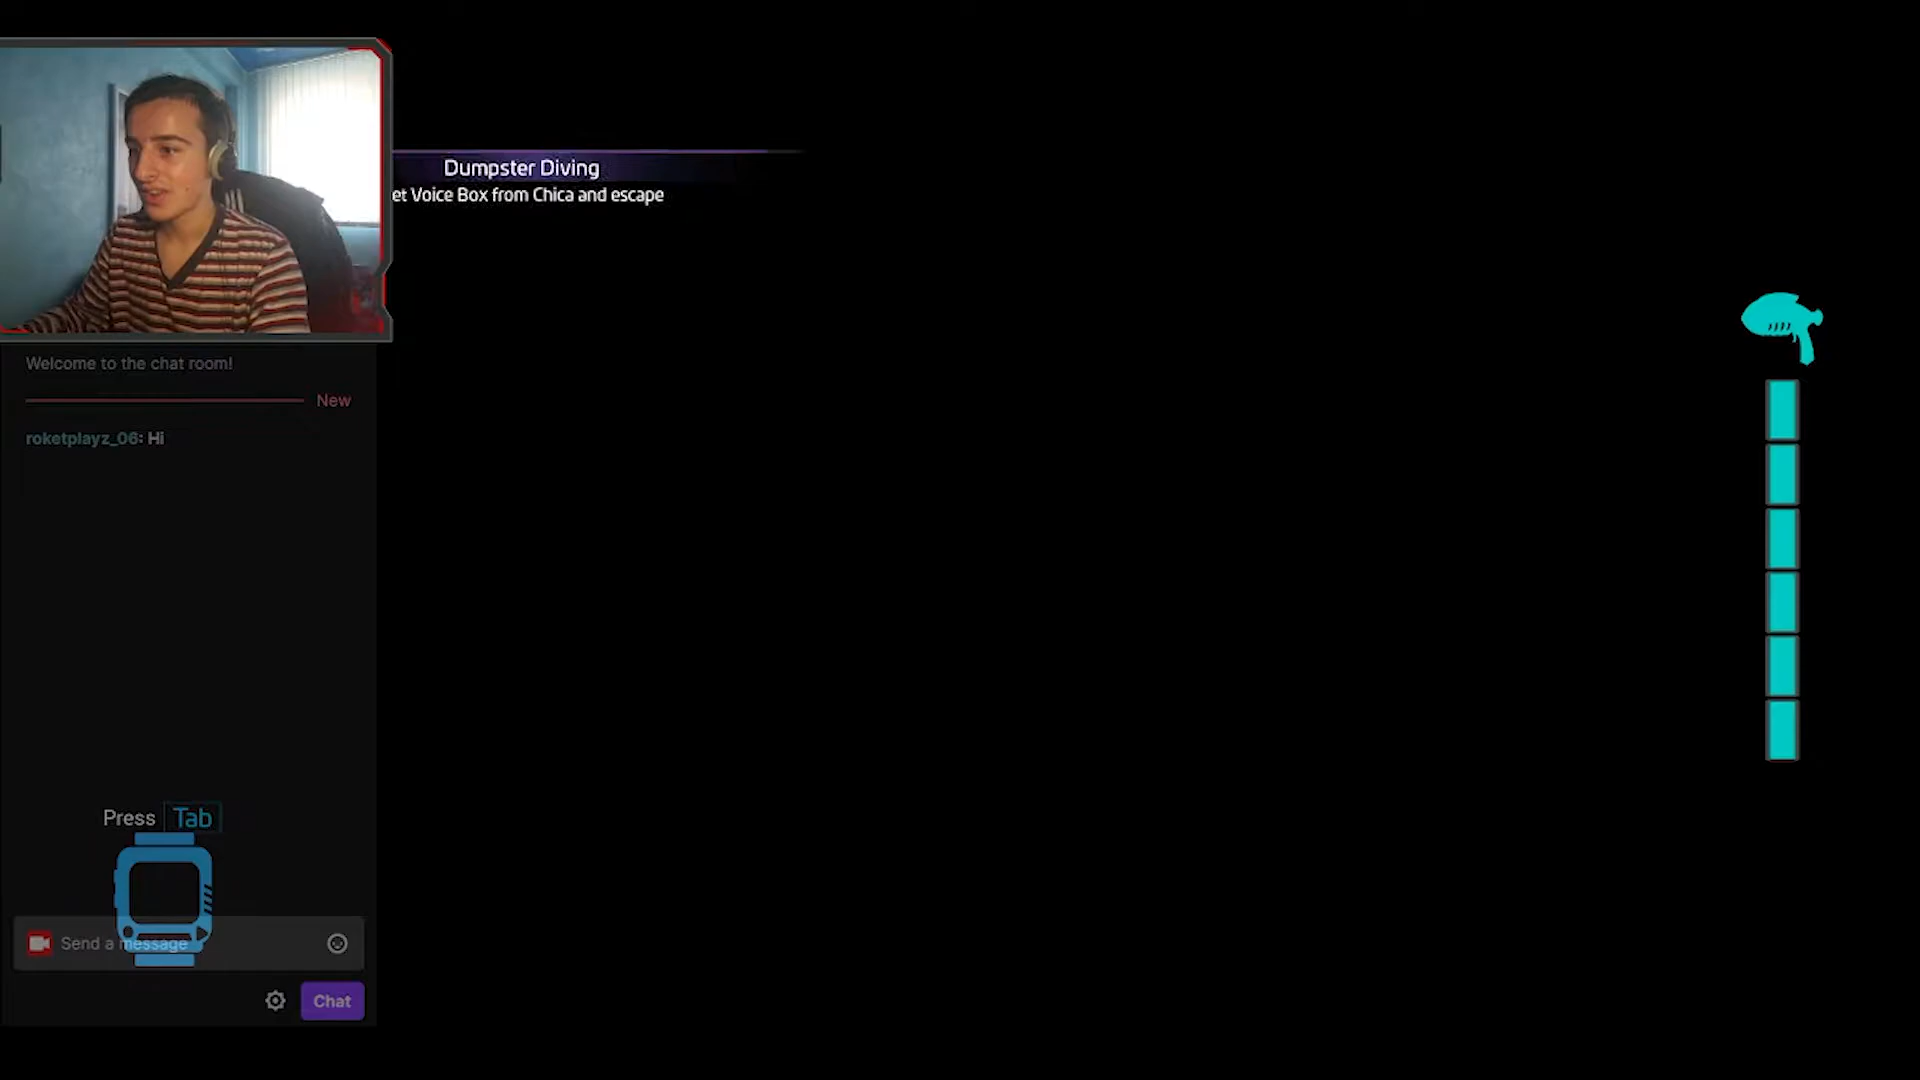 Dumpster Diving
et Voice Box from Chica and escape
Welcome to the chat room!
New
roketplayz_06: Hi
Press Tab
Send a message
Chat